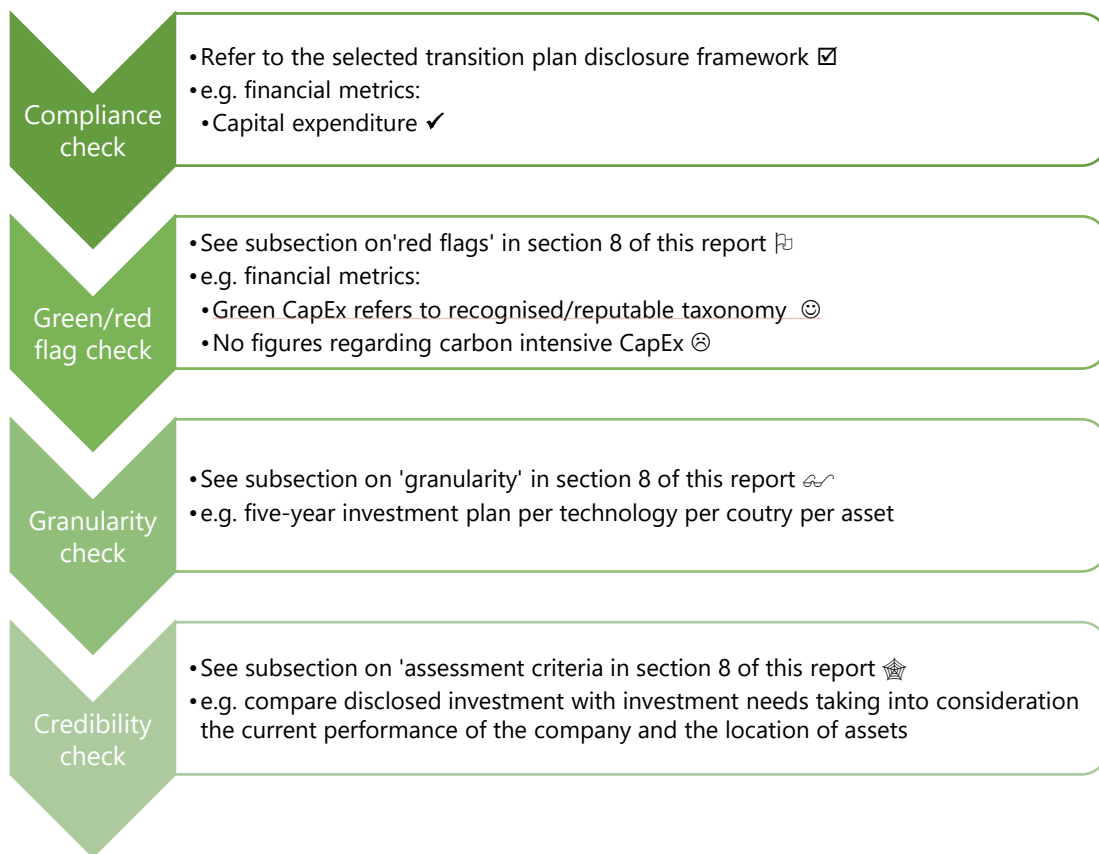 Compliance
check
•Refer to the selected transition plan disclosure framework ☑
•e.g. financial metrics:
•Capital expenditure ✓
Green/red
flag check
•See subsection on'red flags' in section 8 of this report 🏳
•e.g. financial metrics:
•Green CapEx refers to recognised/reputable taxonomy ☺
•No figures regarding carbon intensive CapEx ☹
Granularity
check
•See subsection on 'granularity' in section 8 of this report 👓
•e.g. five-year investment plan per technology per coutry per asset
Credibility
check
•See subsection on 'assessment criteria in section 8 of this report 🕸
•e.g. compare disclosed investment with investment needs taking into consideration
the current performance of the company and the location of assets